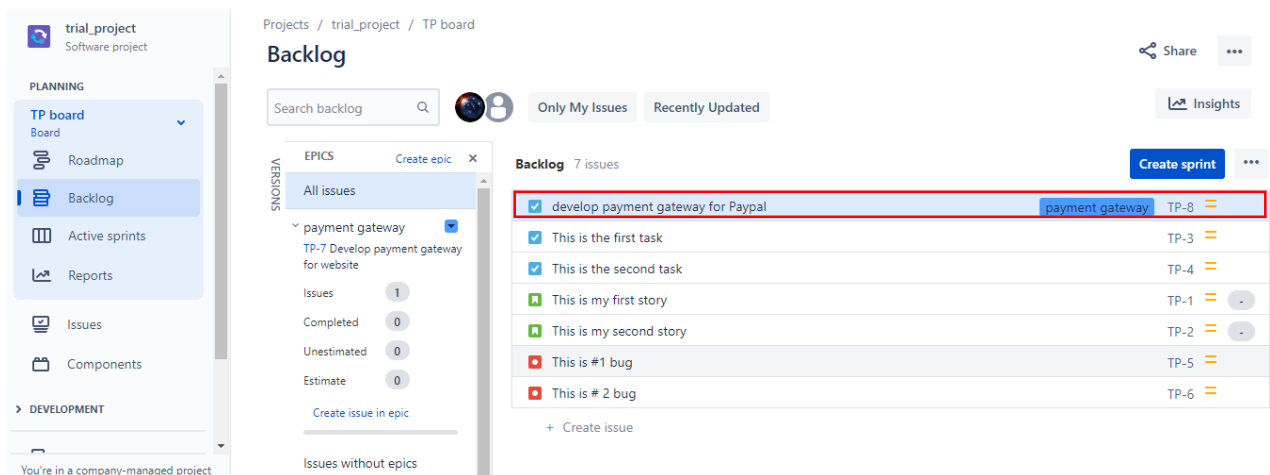 trial_project
Software project
PLANNING
TP board
Board
Roadmap
Backlog
Active sprints
Reports
Issues
Components
DEVELOPMENT
You're in a company-managed project
Projects / trial_project / TP board
Backlog
Share
Search backlog
Only My Issues
Recently Updated
Insights
VERSIONS
EPICS
Create epic
All issues
payment gateway
TP-7 Develop payment gateway
for website
Issues 1
Completed 0
Unestimated 0
Estimate 0
Create issue in epic
Issues without epics
Backlog 7 issues
Create sprint
develop payment gateway for Paypal payment gateway TP-8
This is the first task TP-3
This is the second task TP-4
This is my first story TP-1 -
This is my second story TP-2 -
This is #1 bug TP-5
This is # 2 bug TP-6
+ Create issue